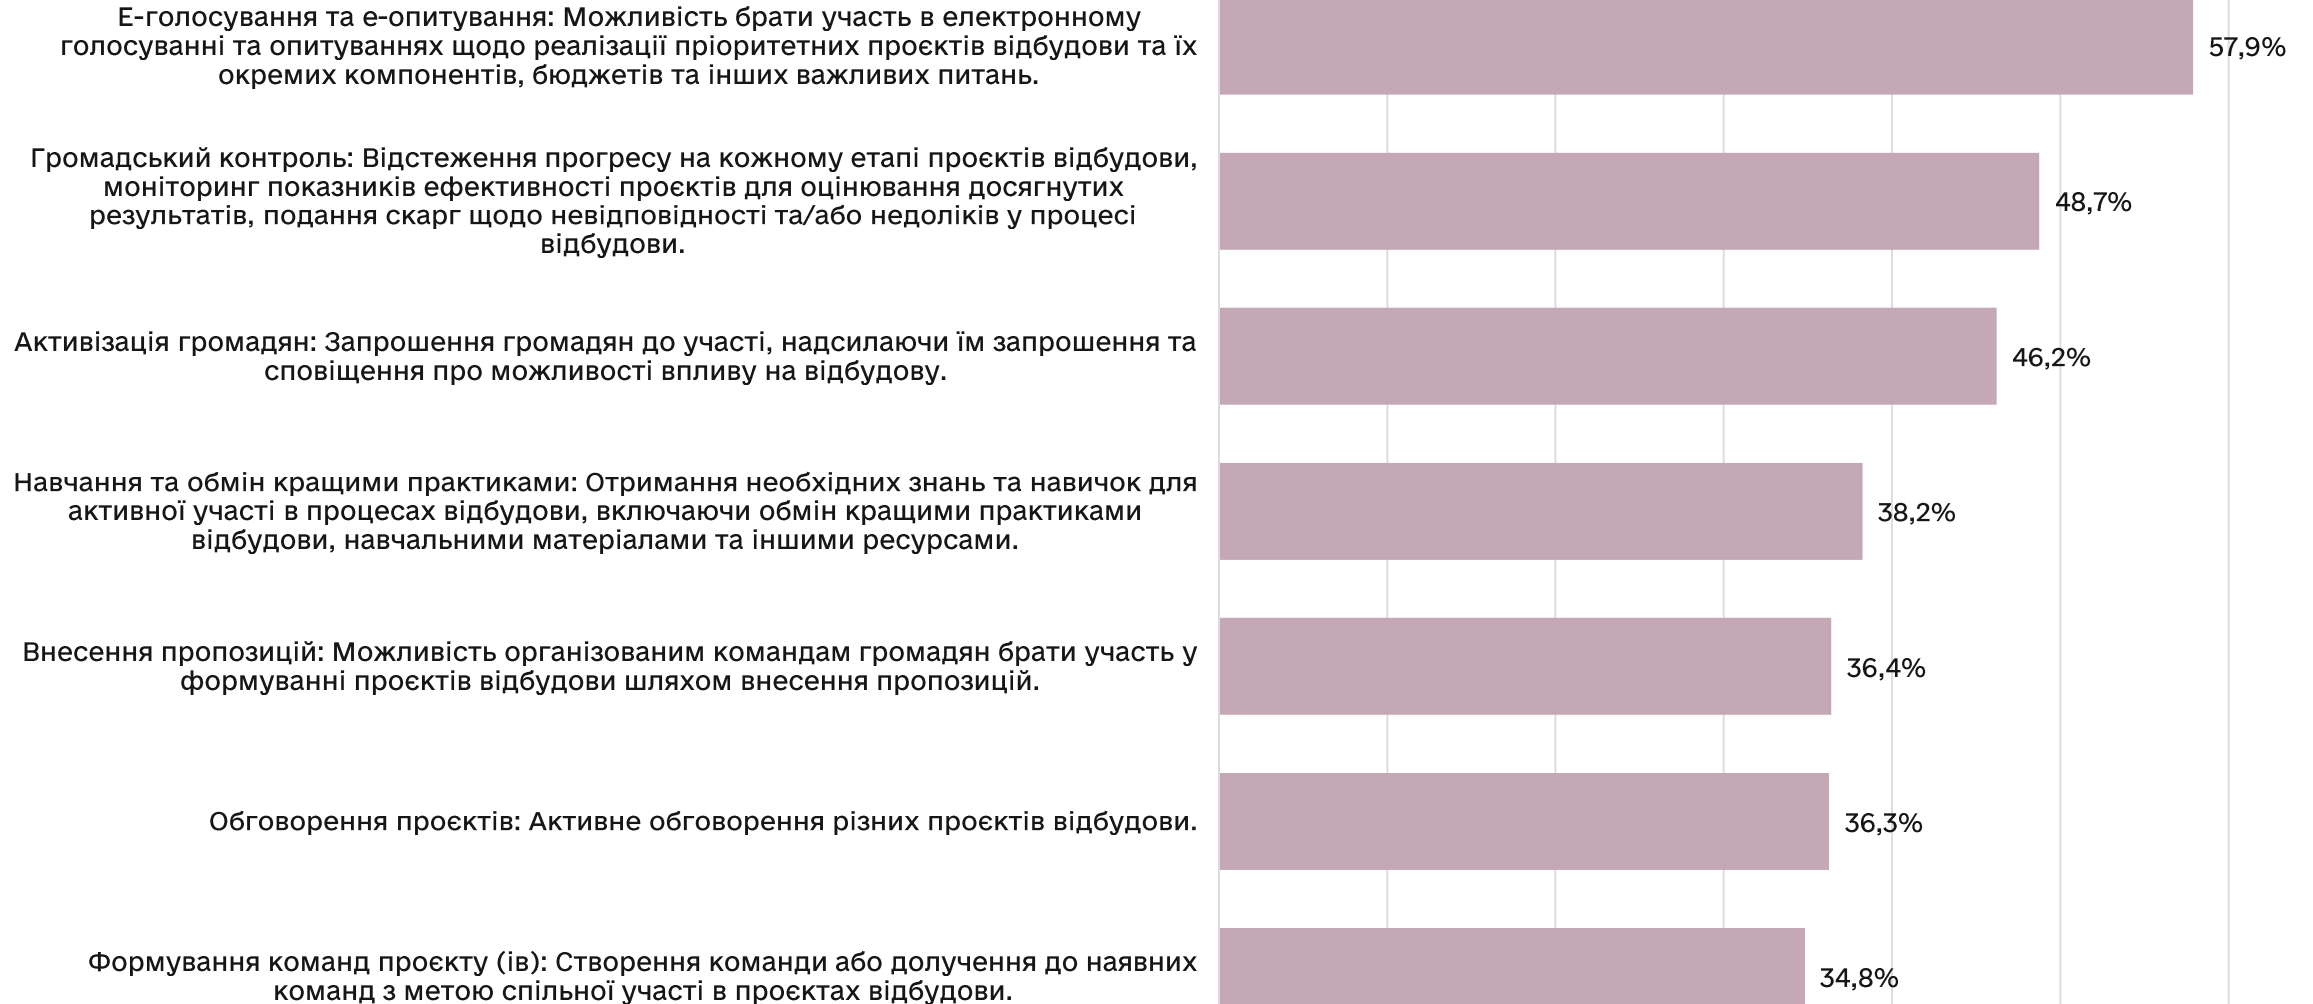 Е-голосування та е-опитування: Можливість брати участь в електронному
голосуванні та опитуваннях щодо реалізації пріоритетних проєктів відбудови та їх
окремих компонентів, бюджетів та інших важливих питань.
57,9%
Громадський контроль: Відстеження прогресу на кожному етапі проєктів відбудови,
моніторинг показників ефективності проєктів для оцінювання досягнутих
результатів, подання скарг щодо невідповідності та/або недоліків у процесі
відбудови.
48,7%
Активізація громадян: Запрошення громадян до участі, надсилаючи їм запрошення та
сповіщення про можливості впливу на відбудову.
46,2%
Навчання та обмін кращими практиками: Отримання необхідних знань та навичок для
активної участі в процесах відбудови, включаючи обмін кращими практиками
відбудови, навчальними матеріалами та іншими ресурсами.
38,2%
Внесення пропозицій: Можливість організованим командам громадян брати участь у
формуванні проєктів відбудови шляхом внесення пропозицій.
36,4%
Обговорення проєктів: Активне обговорення різних проєктів відбудови.
36,3%
Формування команд проєкту (ів): Створення команди або долучення до наявних
команд з метою спільної участі в проєктах відбудови.
34,8%